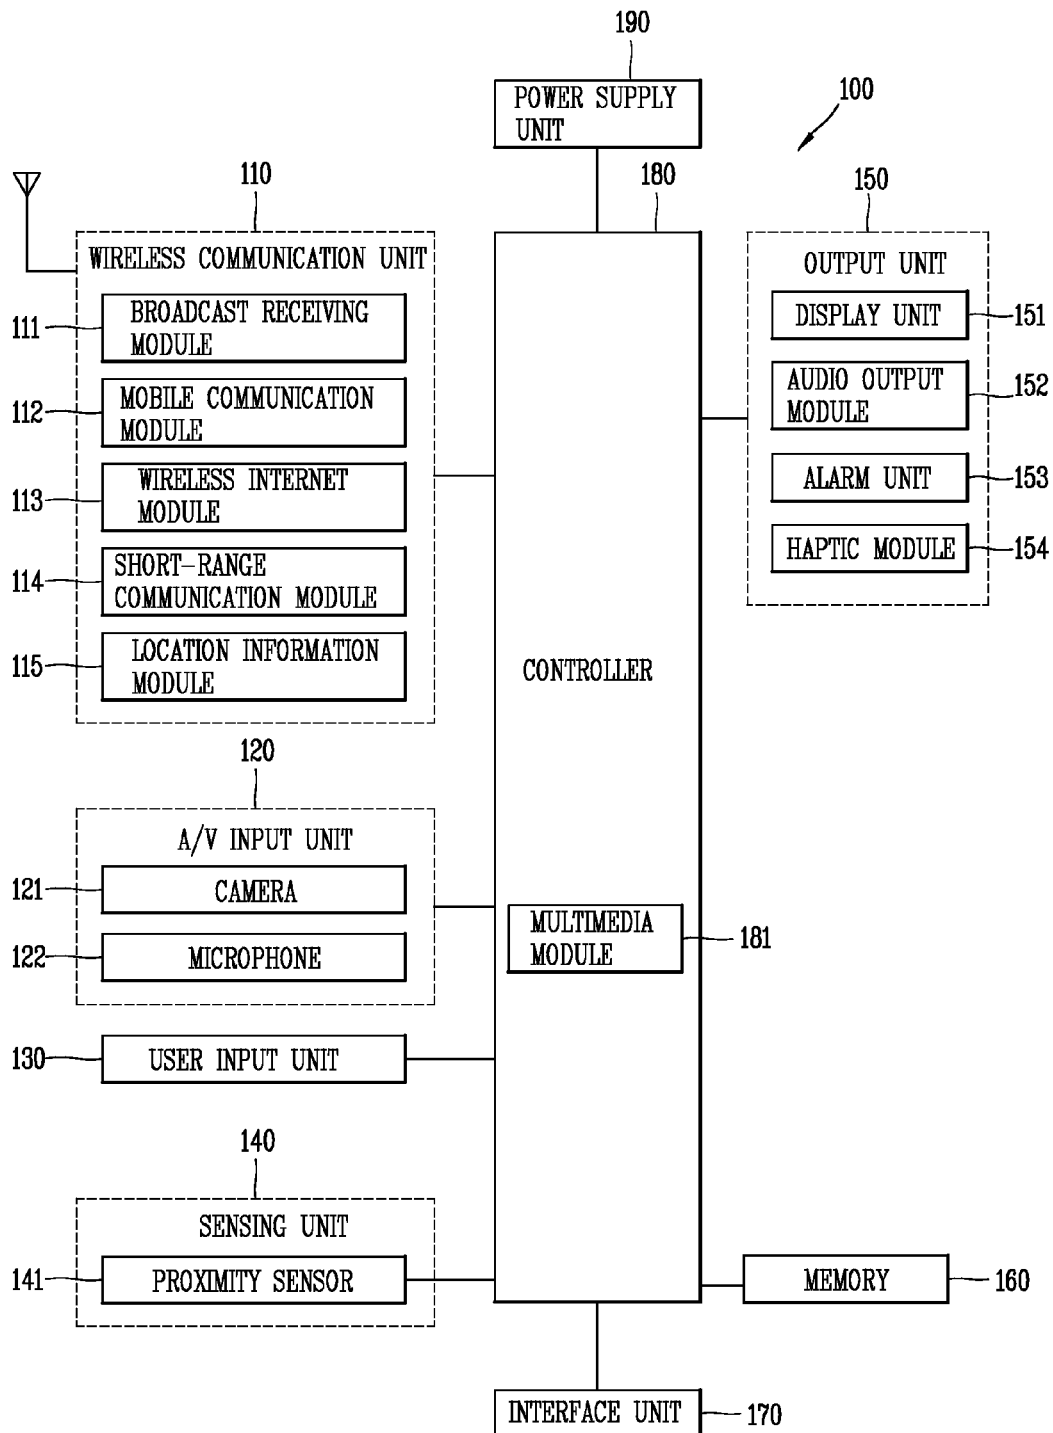 190
POWER SUPPLY
UNIT
100
110
180
150
WIRELESS COMMUNICATION UNIT
OUTPUT UNIT
111
BROADCAST RECEIVING
MODULE
DISPLAY UNIT
151
112
MOBILE COMMUNICATION
MODULE
AUDIO OUTPUT
MODULE
152
113
WIRELESS INTERNET
MODULE
ALARM UNIT
153
114
SHORT-RANGE
COMMUNICATION MODULE
HAPTIC MODULE
154
115
LOCATION INFORMATION
MODULE
CONTROLLER
120
A/V INPUT UNIT
121
CAMERA
122
MICROPHONE
MULTIMEDIA
MODULE
181
130
USER INPUT UNIT
140
SENSING UNIT
141
PROXIMITY SENSOR
MEMORY
160
INTERFACE UNIT
170